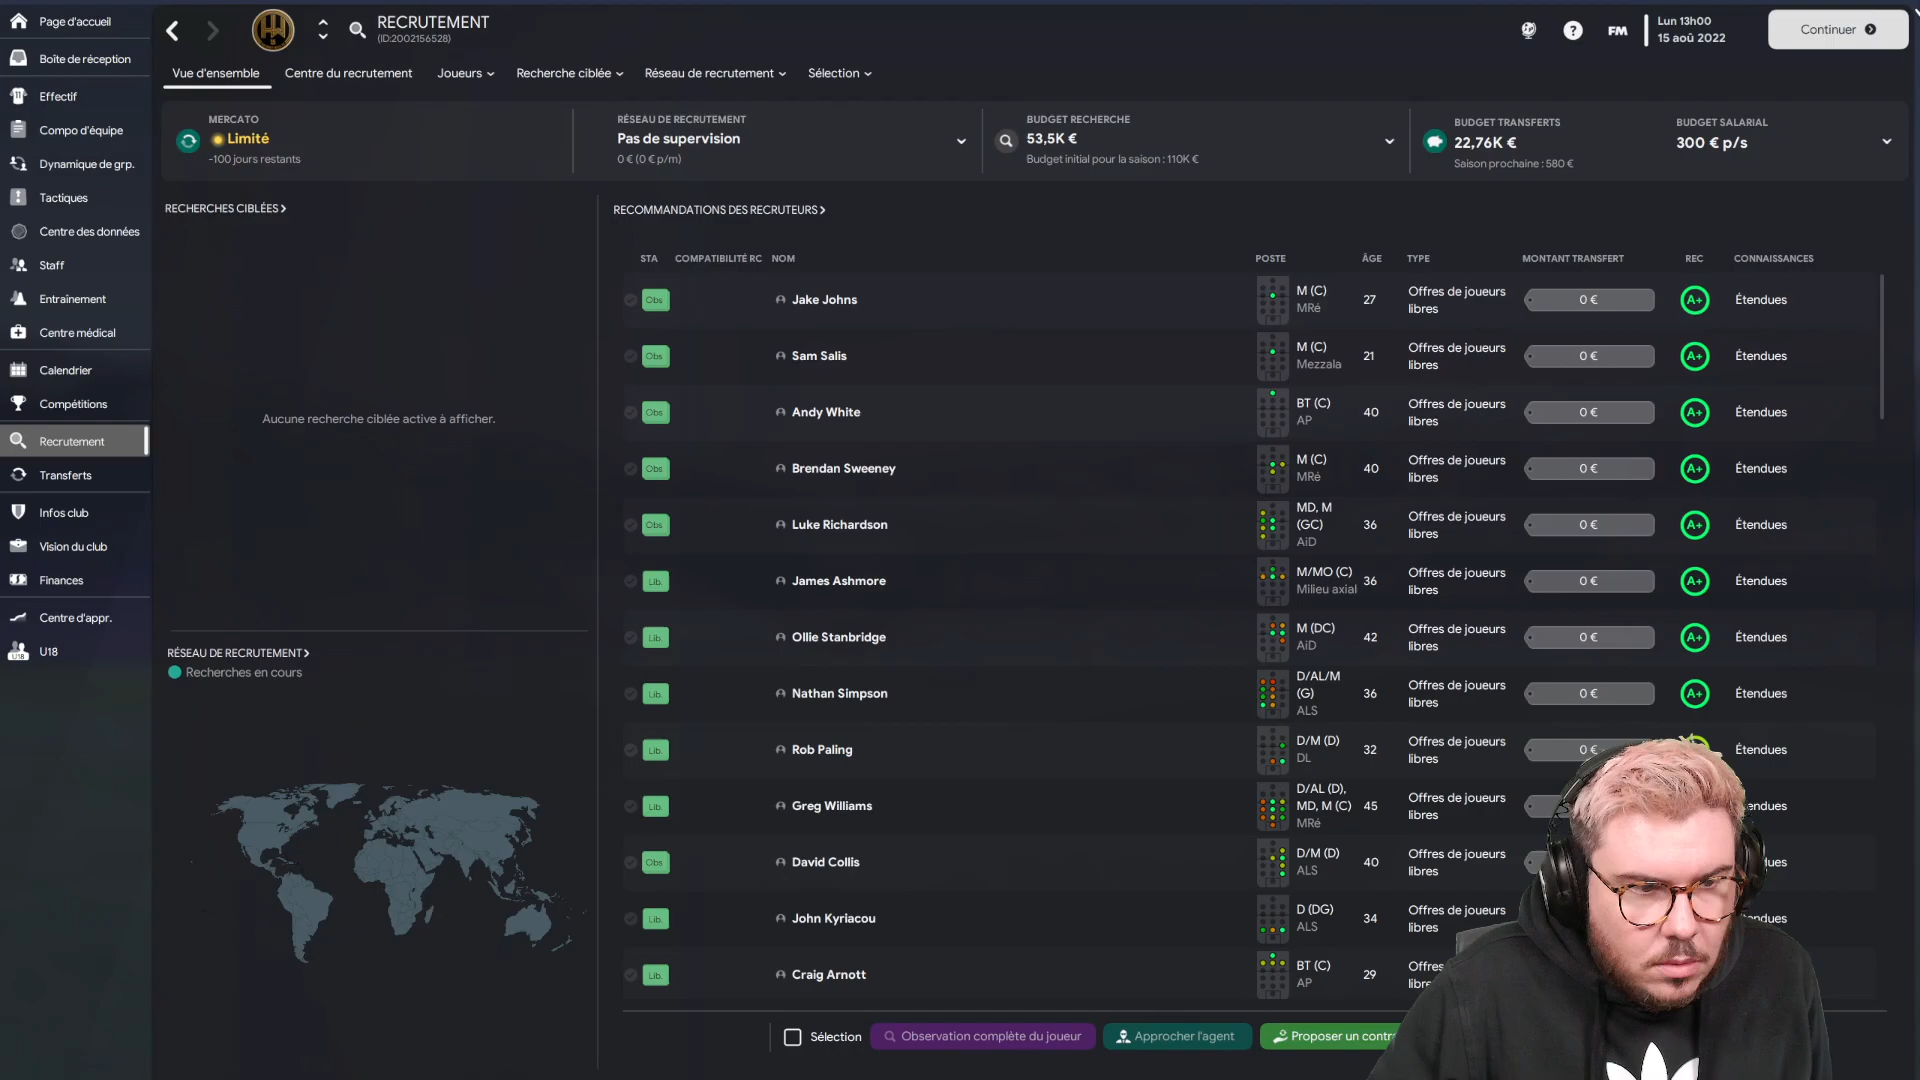 Page d'accueil
Boîte de réception
Effectif
Compo d'équipe
Dynamique de grp.
Tactiques
Centre des données
Staff
Entraînement
Centre médical
Calendrier
Compétitions
Recrutement
Transferts
Infos club
Vision du club
Finances
Centre d'appr.
U18
RECRUTEMENT
(ID:2002156528)
FM
Lun 13h00
15 aoû 2022
Continuer
Vue d'ensemble Centre du recrutement Joueurs Recherche ciblée Réseau de recrutement Sélection
MERCATO
Limité
-100 jours restants
RÉSEAU DE RECRUTEMENT
Pas de supervision
0 € (0 € p/m)
BUDGET RECHERCHE
53,5K €
Budget initial pour la saison : 110K €
BUDGET TRANSFERTS
22,76K €
Saison prochaine : 580 €
BUDGET SALARIAL
300 € p/s
RECHERCHES CIBLÉES
Aucune recherche ciblée active à afficher.
RÉSEAU DE RECRUTEMENT
Recherches en cours
RECOMMANDATIONS DES RECRUTEURS
STA COMPATIBILITÉ RC NOM POSTE ÂGE TYPE MONTANT TRANSFERT REC CONNAISSANCES
Obs Jake Johns M (C) MRé 27 Offres de joueurs libres 0 € A+ Étendues
Obs Sam Salis M (C) Mezzala 21 Offres de joueurs libres 0 € A+ Étendues
Obs Andy White BT (C) AP 40 Offres de joueurs libres 0 € A+ Étendues
Obs Brendan Sweeney M (C) MRé 40 Offres de joueurs libres 0 € A+ Étendues
Obs Luke Richardson MD, M (GC) AiD 36 Offres de joueurs libres 0 € A+ Étendues
Lib. James Ashmore M/MO (C) Milieu axial 36 Offres de joueurs libres 0 € A+ Étendues
Lib. Ollie Stanbridge M (DC) AiD 42 Offres de joueurs libres 0 € A+ Étendues
Lib. Nathan Simpson D/AL/M (G) ALS 36 Offres de joueurs libres 0 € A+ Étendues
Lib. Rob Paling D/M (D) DL 32 Offres de joueurs libres 0 € Étendues
Lib. Greg Williams D/AL (D), MD, M (C) MRé 45 Offres de joueurs libres
Obs David Collis D/M (D) ALS 40 Offres de joueurs libres
Lib. John Kyriacou D (DG) ALS 34 Offres de joueurs libres
Lib. Craig Arnott BT (C) AP 29
Sélection
Observation complète du joueur
Approcher l'agent
Proposer un